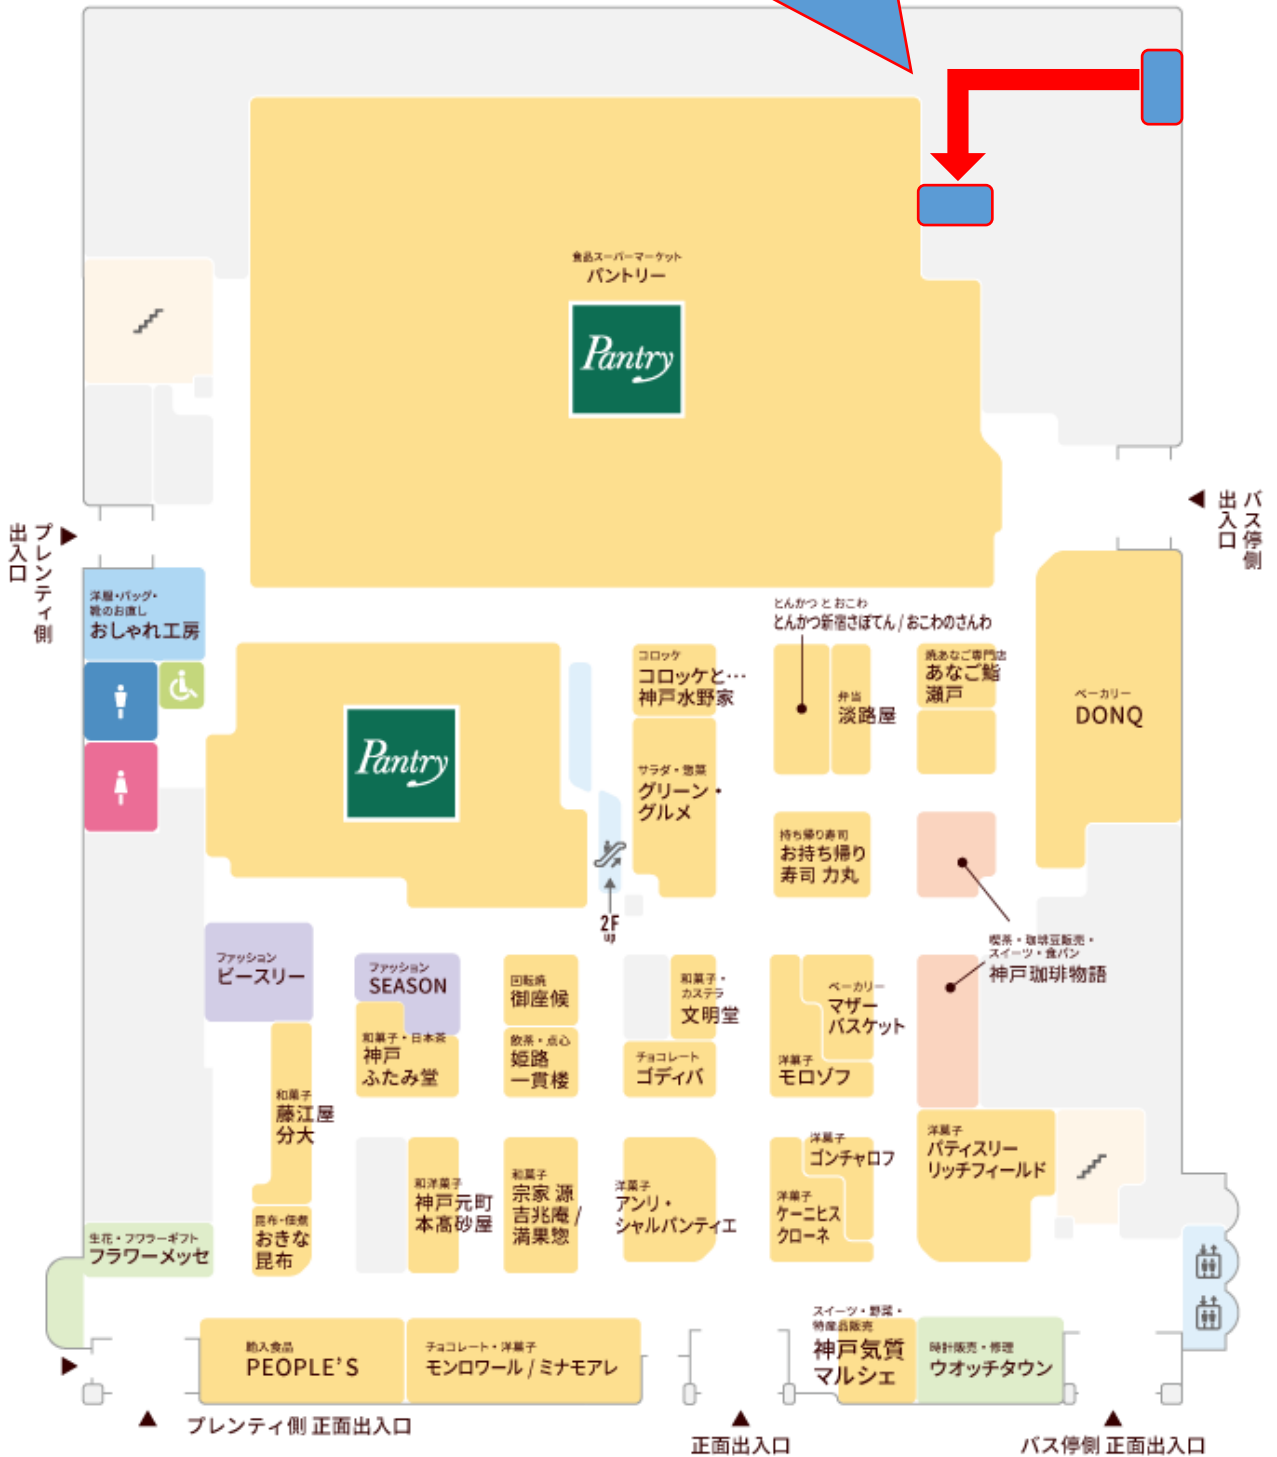 食品スーパーマーケット
パントリー
Pantry
プレンティ側
出入口
バス停側
出入口
洋服・バッグ・
靴のお直し
おしゃれ工房
Pantry
2F
up
コロッケ
コロッケと…
神戸水野家
サラダ・惣菜
グリーン・
グルメ
とんかつ と おこわ
とんかつ新宿さぼてん / おこわのさんわ
弁当
淡路屋
焼あなご専門店
あなご鮨
瀬戸
ベーカリー
DONQ
持ち帰り寿司
お持ち帰り
寿司 力丸
喫茶・珈琲豆販売・
スイーツ・食パン
神戸珈琲物語
ファッション
ビースリー
ファッション
SEASON
和菓子・日本茶
神戸
ふたみ堂
回転焼
御座候
飲茶・点心
姫路
一貫楼
和菓子・
カステラ
文明堂
チョコレート
ゴディバ
ベーカリー
マザー
バスケット
洋菓子
モロゾフ
和菓子
藤江屋
分大
昆布・佃煮
おきな
昆布
和洋菓子
神戸元町
本髙砂屋
和菓子
宗家 源
吉兆庵 /
満果惣
洋菓子
アンリ・
シャルパンティエ
洋菓子
ゴンチャロフ
洋菓子
ケーニヒス
クローネ
洋菓子
パティスリー
リッチフィールド
生花・フワラーギフト
フラワーメッセ
輸入食品
PEOPLE'S
チョコレート・洋菓子
モンロワール / ミナモアレ
スイーツ・野菜・
特産品販売
神戸気質
マルシェ
時計販売・修理
ウオッチタウン
プレンティ側 正面出入口
正面出入口
バス停側 正面出入口